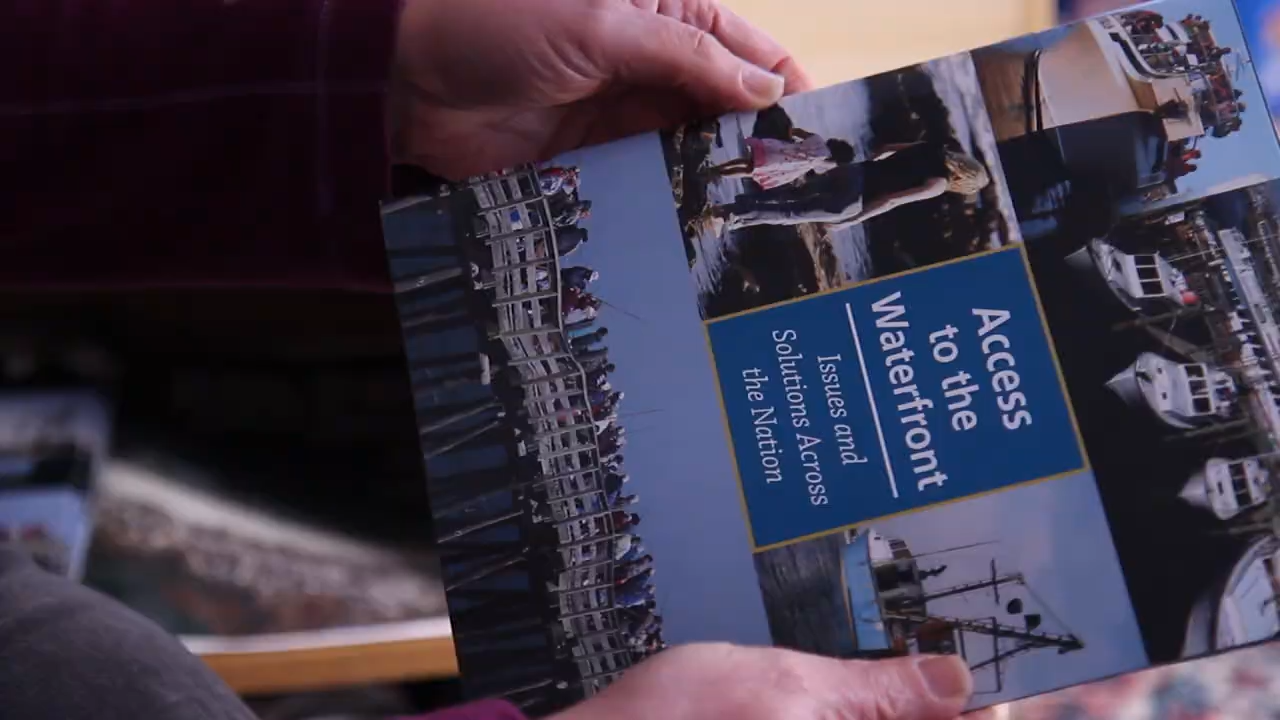 Access
to the
Waterfront
Issues and
Solutions Across
the Nation